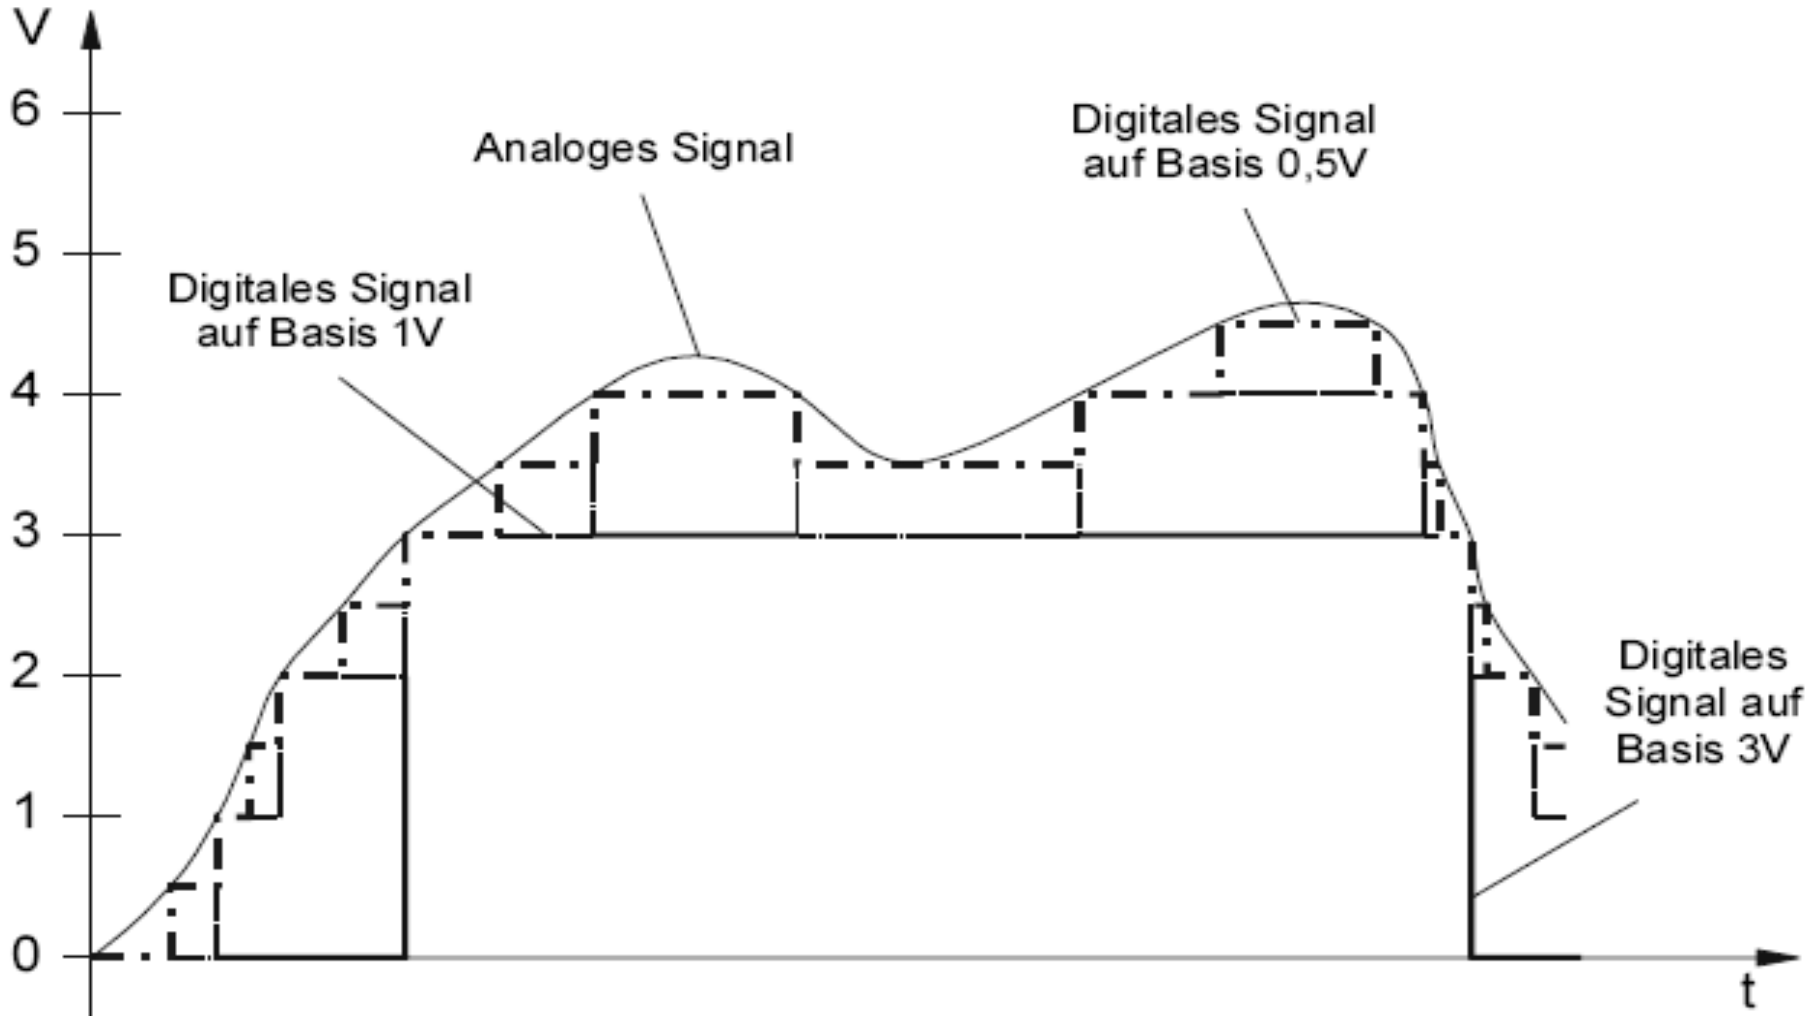 V
6
Digitales Signal
auf Basis 0,5V
Analoges Signal
5
Digitales Signal
auf Basis 1V
4
3
2
Digitales
Signal auf
Basis 3V
1
0
t